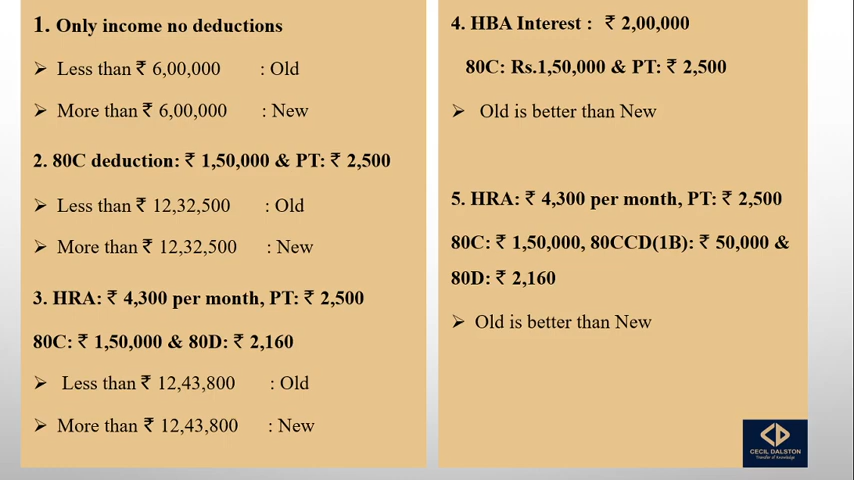 1. Only income no deductions
➢ Less than ₹ 6,00,000 : Old
➢ More than ₹ 6,00,000 : New
2. 80C deduction: ₹ 1,50,000 & PT: ₹ 2,500
➢ Less than ₹ 12,32,500 : Old
➢ More than ₹ 12,32,500 : New
3. HRA: ₹ 4,300 per month, PT: ₹ 2,500
80C: ₹ 1,50,000 & 80D: ₹ 2,160
➢ Less than ₹ 12,43,800 : Old
➢ More than ₹ 12,43,800 : New
4. HBA Interest : ₹ 2,00,000
80C: Rs.1,50,000 & PT: ₹ 2,500
➢ Old is better than New
5. HRA: ₹ 4,300 per month, PT: ₹ 2,500
80C: ₹ 1,50,000, 80CCD(1B): ₹ 50,000 &
80D: ₹ 2,160
➢ Old is better than New
CECIL DALSTON
Transfer of knowledge